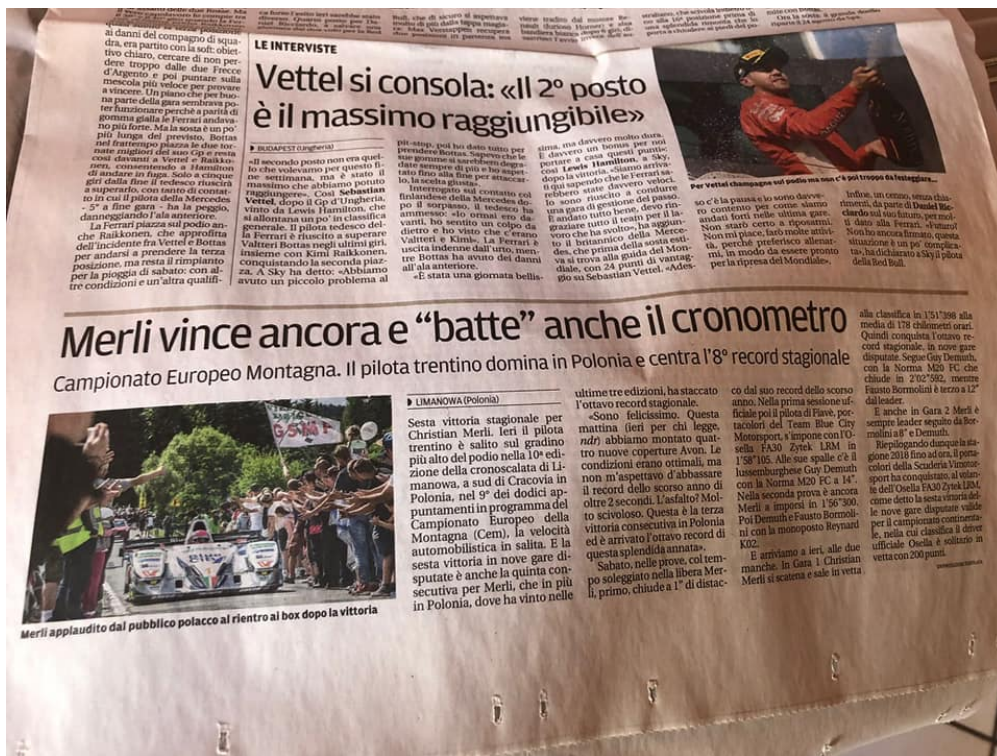 ai danni del compagno di squa-
dra, era partito con la soft: obiet-
tivo chiaro, cercare di non per-
dere troppo dalle due Frecce
d'Argento e poi puntare sulla
mescola più veloce per provare
a vincere. Un piano che per buo-
na parte della gara sembrava po-
ter funzionare perchè a parità di
gomma gialle le Ferrari andava-
no più forte. Ma la sosta è un po'
più lunga del previsto, Bottas
nel frattempo piazza le due tor-
nate migliori del suo Gp e resta
così davanti a Vettel e Raikko-
nen, consentendo a Hamilton
di andare in fuga. Solo a cinque
giri dalla fine il tedesco riuscirà
a superarlo, con tanto di contat-
to in cui il pilota della Mercedes
- 5° a fine gara - ha la peggio,
danneggiando l'ala anteriore.
La Ferrari piazza sul podio an-
che Raikkonen, che approfitta
dell'incidente fra Vettel e Bottas
per andarsi a prendere la terza
posizione, ma resta il rimpianto
per la pioggia di sabato: con al-
tre condizioni e un'altra qualifi-
LE INTERVISTE
Vettel si consola: «Il 2° posto
è il massimo raggiungibile»
BUDAPEST (Ungheria)
«Il secondo posto non era quel-
lo che volevamo per questo fi-
ne settimana, ma è stato il
massimo che abbiamo potuto
raggiungere». Così Sebastian
Vettel, dopo il Gp d'Ungheria,
vinto da Lewis Hamilton, che
si allontana un po' in classifica
generale. Il pilota tedesco del-
la Ferrari è riuscito a superare
Valtteri Bottas negli ultimi giri,
insieme con Kimi Raikkonen,
conquistando la seconda piaz-
za. A Sky ha detto: «Abbiamo
avuto un piccolo problema al
pit-stop, poi ho dato tutto per
prendere Bottas. Sapevo che le
sue gomme si sarebbero degra-
date sempre di più e ho aspet-
tato fino alla fine per attaccar-
lo, la scelta giusta».
Interrogato sul contatto col
finlandese della Mercedes do-
po il sorpasso, il tedesco ha
ammesso: «Io omai ero da-
vanti, ho sentito un colpo da
dietro e ho visto che c'erano
Valtteri e Kimi». La Ferrari è
uscita indenne dall'urto, men-
tre Bottas ha avuto dei danni
all'ala anteriore.
«È stata una giornata bellis-
sima, ma davvero molto dura.
È davvero un bonus per noi
portare a casa questi punti»
così Lewis Hamilton, a Sky,
dopo la vittoria. «Siamo arriva-
ti qui sapendo che le Ferrari sa-
rebbero state davvero veloci.
Io sono riuscito a condurre
una gara di gestione del passo.
È andato tutto bene, devo rin-
graziare tutto il team per il la-
voro che ha svolto», ha aggiun-
to il britannico della Merce-
des, che prima della sosta esti-
va si trova alla guida del Mon-
diale, con 24 punti di vantag-
gio su Sebastian Vettel. «Ades-
Per Vettel champagne sul podio ma non c'è poi troppo da festeggiare...
so c'è la pausa e io sono davve-
ro contento per come siamo
andati forti nelle ultime gare.
Non starò certo a riposarmi.
Non mi piace, farò molte attivi-
tà, perché preferisco allenar-
mi, in modo da essere pronto
per la ripresa del Mondiale».
Infine, un cenno, senza chia-
rimenti, da parte di Daniel Ric-
ciardo sul suo futuro, per mol-
ti dato alla Ferrari. «Futuro?
Non ho ancora firmato, questa
situazione è un po' complica-
ta», ha dichiarato a Sky il pilota
della Red Bull.
Merli vince ancora e “batte” anche il cronometro
Campionato Europeo Montagna. Il pilota trentino domina in Polonia e centra l'8° record stagionale
Merli applaudito dal pubblico polacco al rientro ai box dopo la vittoria
LIMANOWA (Polonia)
Sesta vittoria stagionale per
Christian Merli. Ieri il pilota
trentino è salito sul gradino
più alto del podio nella 10ª edi-
zione della cronoscalata di Li-
manowa, a sud di Cracovia in
Polonia, nel 9° dei dodici ap-
puntamenti in programma del
Campionato Europeo della
Montagna (Cem), la velocità
automobilistica in salita. E la
sesta vittoria in nove gare di-
sputate è anche la quinta con-
secutiva per Merli, che in più
in Polonia, dove ha vinto nelle
ultime tre edizioni, ha staccato
l'ottavo record stagionale.
«Sono felicissimo. Questa
mattina (ieri per chi legge,
ndr) abbiamo montato quat-
tro nuove coperture Avon. Le
condizioni erano ottimali, ma
non m'aspettavo d'abbassare
il record dello scorso anno di
oltre 2 secondi. L'asfalto? Mol-
to scivoloso. Questa è la terza
vittoria consecutiva in Polonia
ed è arrivato l'ottavo record di
questa splendida annata».
Sabato, nelle prove, col tem-
po soleggiato nella libera Mer-
li, primo, chiude a 1" di distac-
co dal suo record dello scorso
anno. Nella prima sessione uf-
ficiale poi il pilota di Fiavè, por-
tacolori del Team Blue City
Motorsport, s'impone con l'O-
sella FA30 Zytek LRM in
1'58"105. Alle sue spalle c'è il
lussemburghese Guy Demuth
con la Norma M20 FC a 14".
Nella seconda prova è ancora
Merli a imporsi in 1'56"300.
Poi Demuth e Fausto Bormoli-
ni con la monoposto Reynard
K02.
E arriviamo a ieri, alle due
manche. In Gara 1 Christian
Merli si scatena e sale in vetta
alla classifica in 1'51"398 alla
media di 178 chilometri orari.
Quindi conquista l'ottavo re-
cord stagionale, in nove gare
disputate. Segue Guy Demuth,
con la Norma M20 FC che
chiude in 2'02"592, mentre
Fausto Bormolini è terzo a 12"
dal leader.
E anche in Gara 2 Merli è
sempre leader seguito da Bor-
molini a 8" e Demuth.
Riepilogando dunque la sta-
gione 2018 fino ad ora, il porta-
colori della Scuderia Vimotor-
sport ha conquistato, al volan-
te dell'Osella FA30 Zytek LRM,
come detto la sesta vittoria del-
le nove gare disputate valide
per il campionato continenta-
le, nella cui classifica il driver
ufficiale Osella è solitario in
vetta con 200 punti.